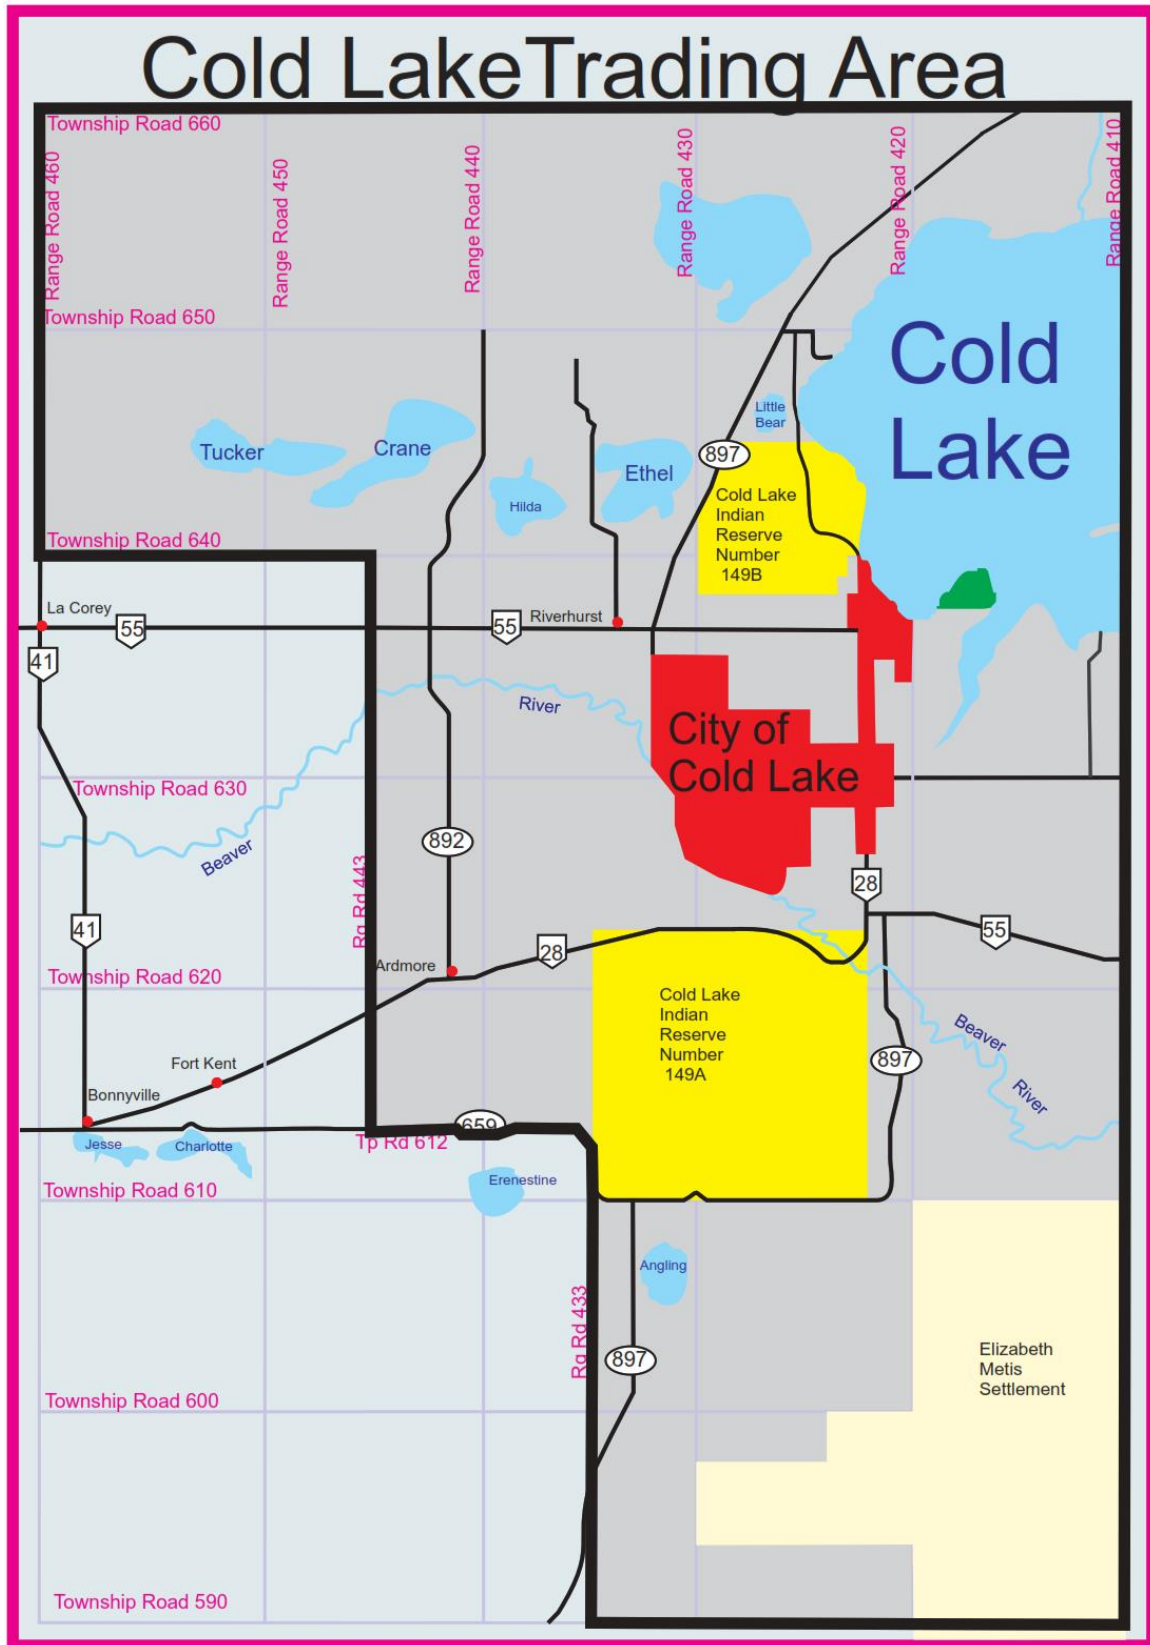 Cold LakeTrading Area
Township Road 660
Range Road 460
Range Road 450
Range Road 440
Range Road 430
Range Road 420
Range Road 410
Township Road 650
Cold
Lake
Little
Bear
Tucker
Crane
Hilda
Ethel
897
Cold Lake
Indian
Reserve
Number
149B
Township Road 640
La Corey
55
55
Riverhurst
41
River
City of
Cold Lake
Township Road 630
Beaver
892
Rg Rd 443
28
41
55
28
Ardmore
Township Road 620
Cold Lake
Indian
Reserve
Number
149A
Beaver
River
897
Fort Kent
Bonnyville
659
Jesse
Charlotte
Tp Rd 612
Erenestine
Township Road 610
Angling
Rg Rd 433
897
Elizabeth
Metis
Settlement
Township Road 600
Township Road 590